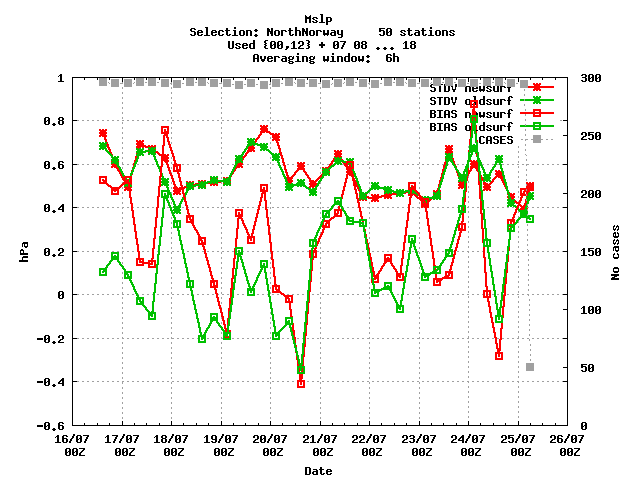 Mslp
Selection: NorthNorway 50 stations
Used {00,12} + 07 08 ... 18
Averaging window: 6h
STDV newsurf
STDV oldsurf
BIAS newsurf
BIAS oldsurf
CASES
1
0.8
0.6
0.4
0.2
0
-0.2
-0.4
-0.6
hPa
300
250
200
150
100
50
0
No cases
16/07 17/07 18/07 19/07 20/07 21/07 22/07 23/07 24/07 25/07 26/07
00Z 00Z 00Z 00Z 00Z 00Z 00Z 00Z 00Z 00Z 00Z
Date